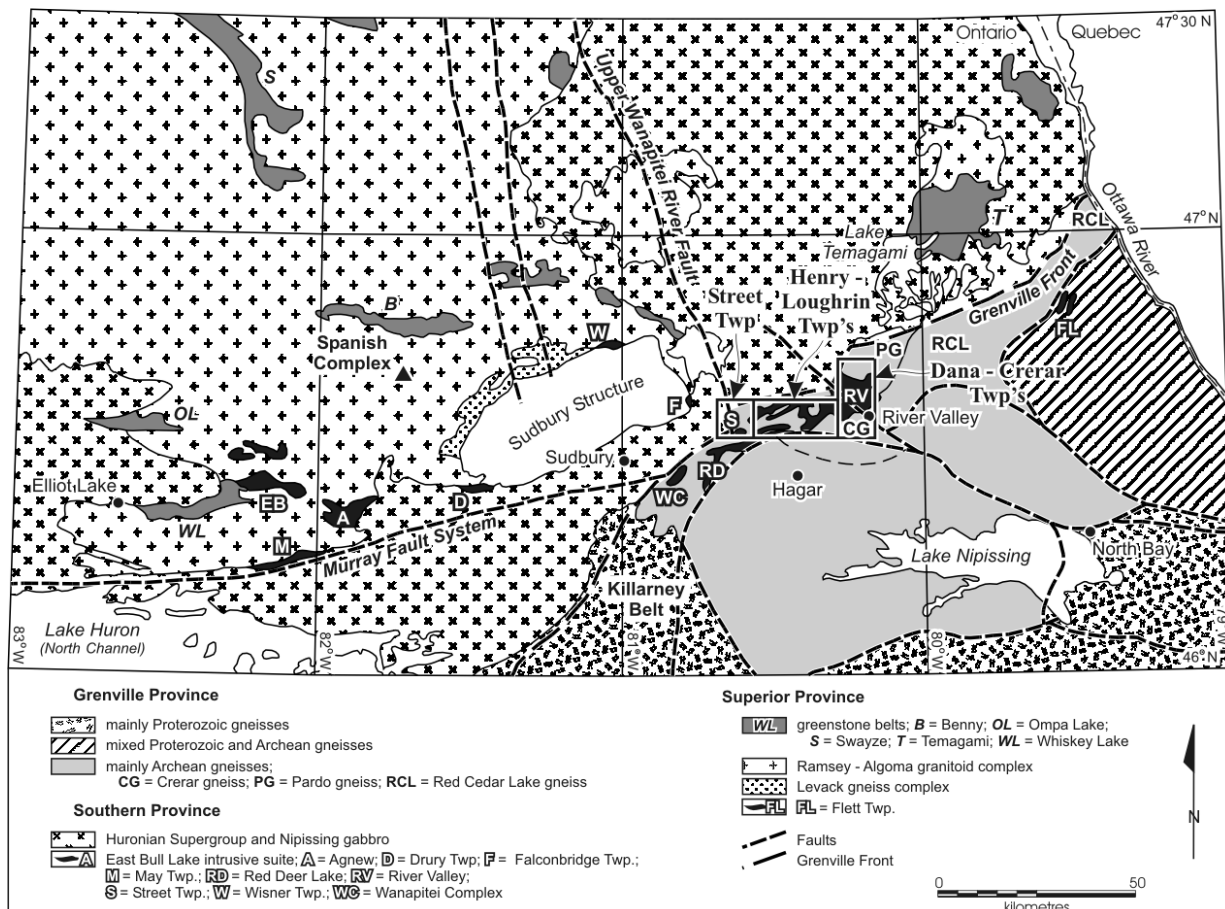 Ontario
Quebec
47° 30 N
S
Upper Wanapitei River Fault
Ottawa River
RCL
47° N
T
Lake
Temagami
Henry -
Loughrin
Twp's
Street
Twp
Grenville Front
B
W
FL
Spanish
Complex
PG
RCL
Dana - Crerar
Twp's
Sudbury Structure
F
RV
OL
S
River Valley
CG
Sudbury
Elliot Lake
EB
D
RD
Hagar
WC
A
WL
M
Murray Fault System
North Bay
Lake Nipissing
Killarney
Belt
Lake Huron
(North Channel)
83°W
82°W
81°W
80°W
79°W
46°N
Grenville Province
mainly Proterozoic gneisses
mixed Proterozoic and Archean gneisses
mainly Archean gneisses;
CG = Crerar gneiss; PG = Pardo gneiss; RCL = Red Cedar Lake gneiss
Southern Province
Huronian Supergroup and Nipissing gabbro
A East Bull Lake intrusive suite; A = Agnew; D = Drury Twp; F = Falconbridge Twp.;
M = May Twp.; RD = Red Deer Lake; RV = River Valley;
S = Street Twp.; W = Wisner Twp.; WC = Wanapitei Complex
Superior Province
WL greenstone belts; B = Benny; OL = Ompa Lake;
S = Swayze; T = Temagami; WL = Whiskey Lake
Ramsey - Algoma granitoid complex
Levack gneiss complex
FL FL = Flett Twp.
Faults
Grenville Front
N
0 50
kilometres